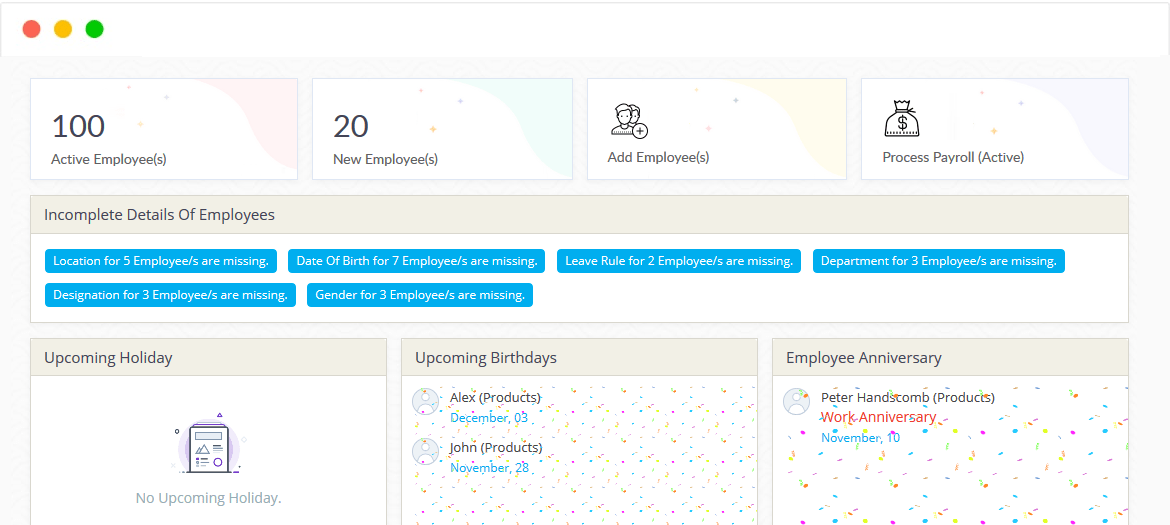 100
Active Employee(s)
20
New Employee(s)
Add Employee(s)
$
Process Payroll (Active)
Incomplete Details Of Employees
Location for 5 Employee/s are missing.
Date Of Birth for 7 Employee/s are missing.
Leave Rule for 2 Employee/s are missing.
Department for 3 Employee/s are missing.
Designation for 3 Employee/s are missing.
Gender for 3 Employee/s are missing.
Upcoming Holiday
No Upcoming Holiday.
Upcoming Birthdays
Alex (Products)
December, 03
John (Products)
November, 28
Employee Anniversary
Peter Handscomb (Products)
Work Anniversary
November, 10